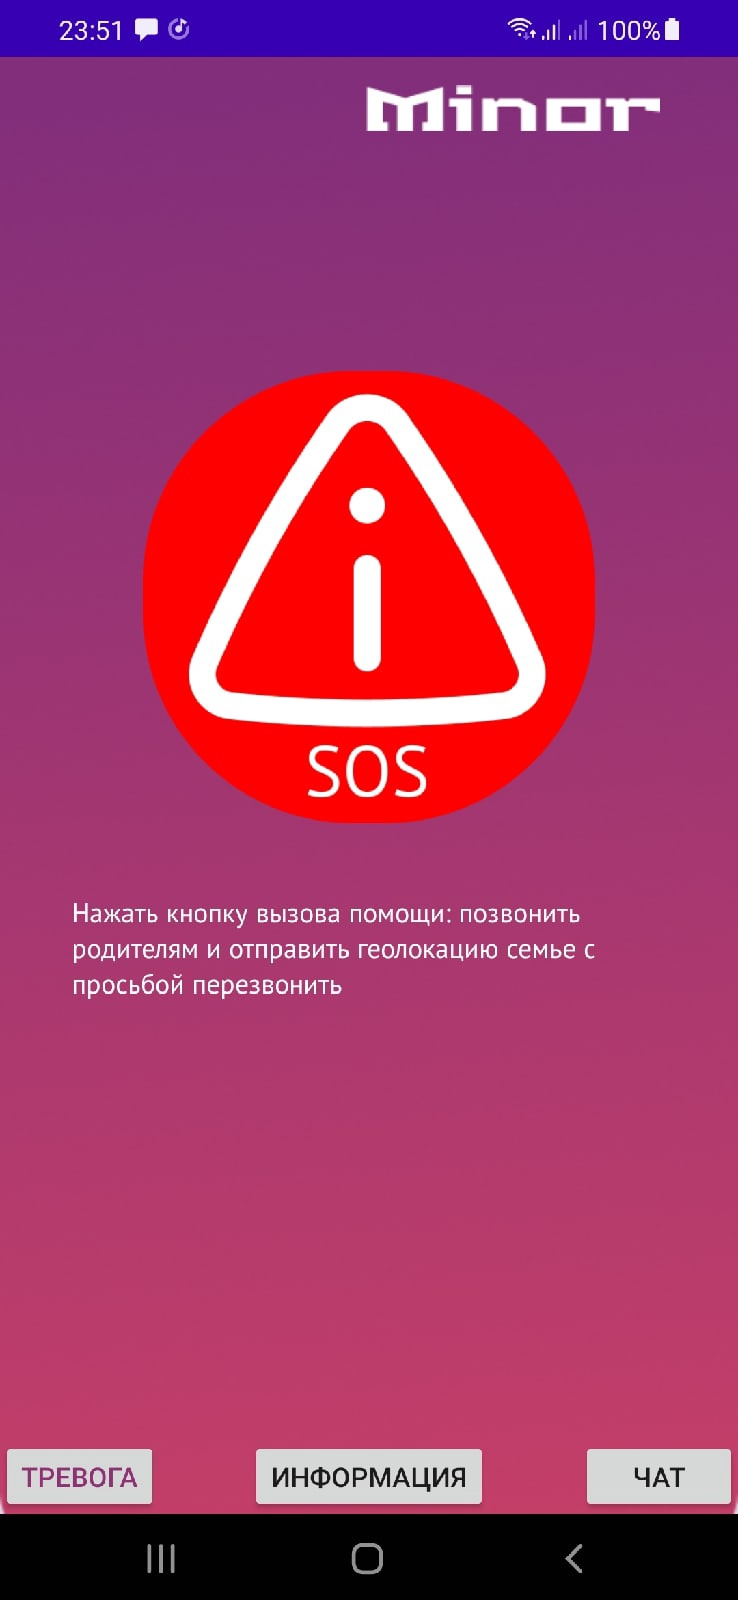 23:51
100%
Minor
SOS
Нажать кнопку вызова помощи: позвонить
родителям и отправить геолокацию семье с
просьбой перезвонить
ТРЕВОГА
ИНФОРМАЦИЯ
ЧАТ